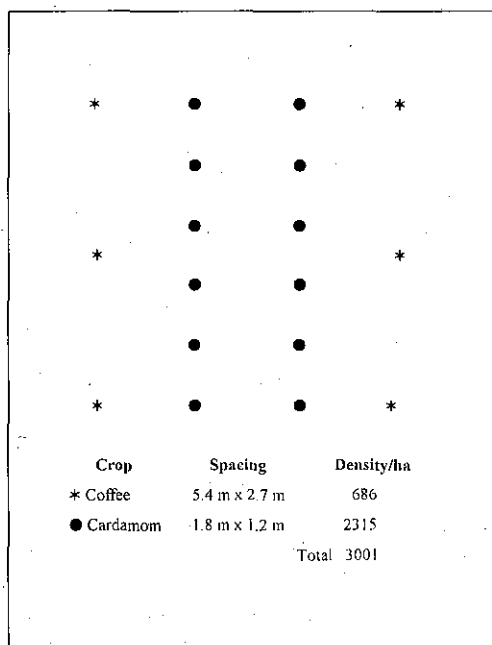 Crop Spacing Density/ha
* Coffee 5.4 m x 2.7 m 686
● Cardamom 1.8 m x 1.2 m 2315
Total 3001